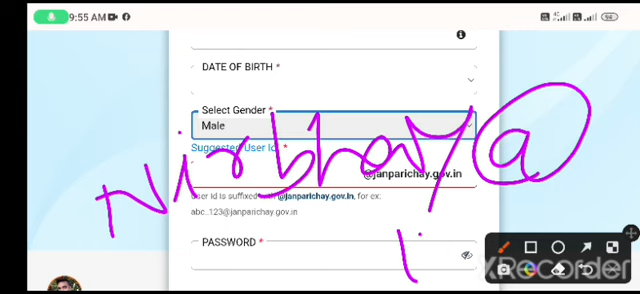 9:55 AM
DATE OF BIRTH *
Select Gender *
Male
Suggested User Id *
@janparichay.gov.in
User id is suffixed with @janparichay.gov.in, for ex:
abc..123@janparichay.gov.in
Nirbhay @
PASSWORD *
XRecorder